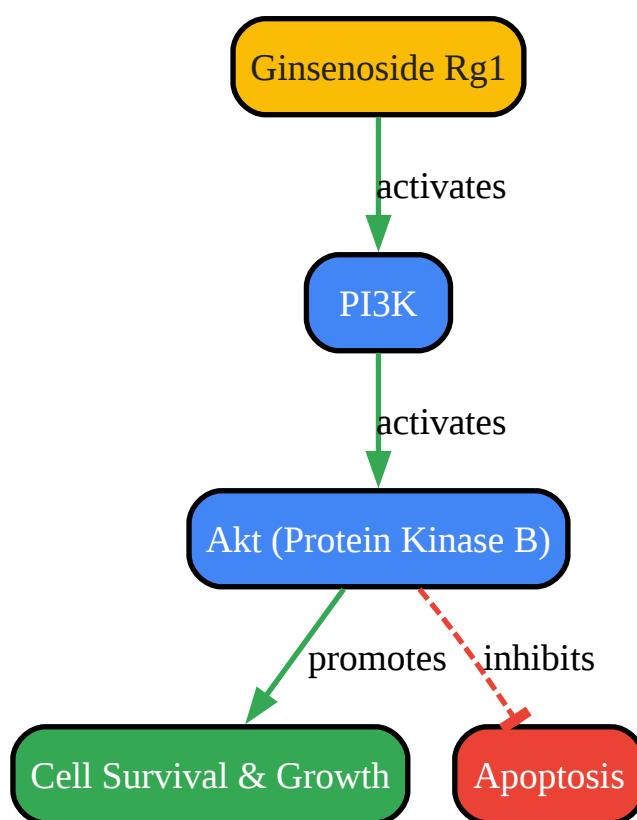 Ginsenoside Rg1
activates
PI3K
activates
Akt (Protein Kinase B)
promotes
inhibits
Cell Survival & Growth
Apoptosis